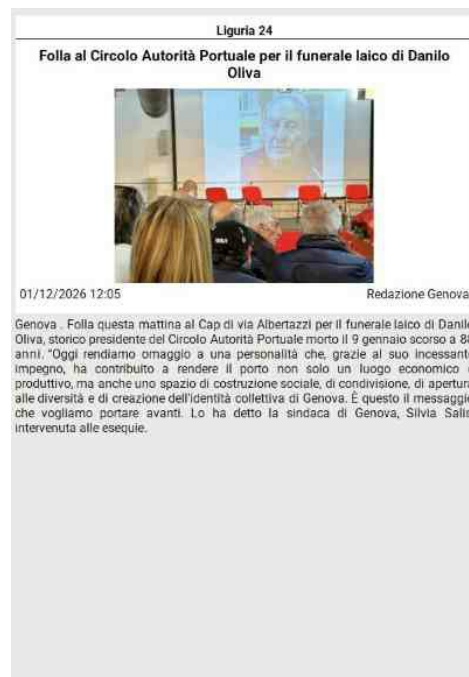 Liguria 24
Folla al Circolo Autorità Portuale per il funerale laico di Danilo
Oliva
01/12/2026 12:05
Redazione Genova
Genova . Folla questa mattina al Cap di via Albertazzi per il funerale laico di Danilo
Oliva, storico presidente del Circolo Autorità Portuale morto il 9 gennaio scorso a 88
anni. "Oggi rendiamo omaggio a una personalità che, grazie al suo incessante
impegno, ha contribuito a rendere il porto non solo un luogo economico e
produttivo, ma anche uno spazio di costruzione sociale, di condivisione, di apertura
alle diversità e di creazione dell'identità collettiva di Genova. È questo il messaggio
che vogliamo portare avanti. Lo ha detto la sindaca di Genova, Silvia Salis
intervenuta alle esequie.